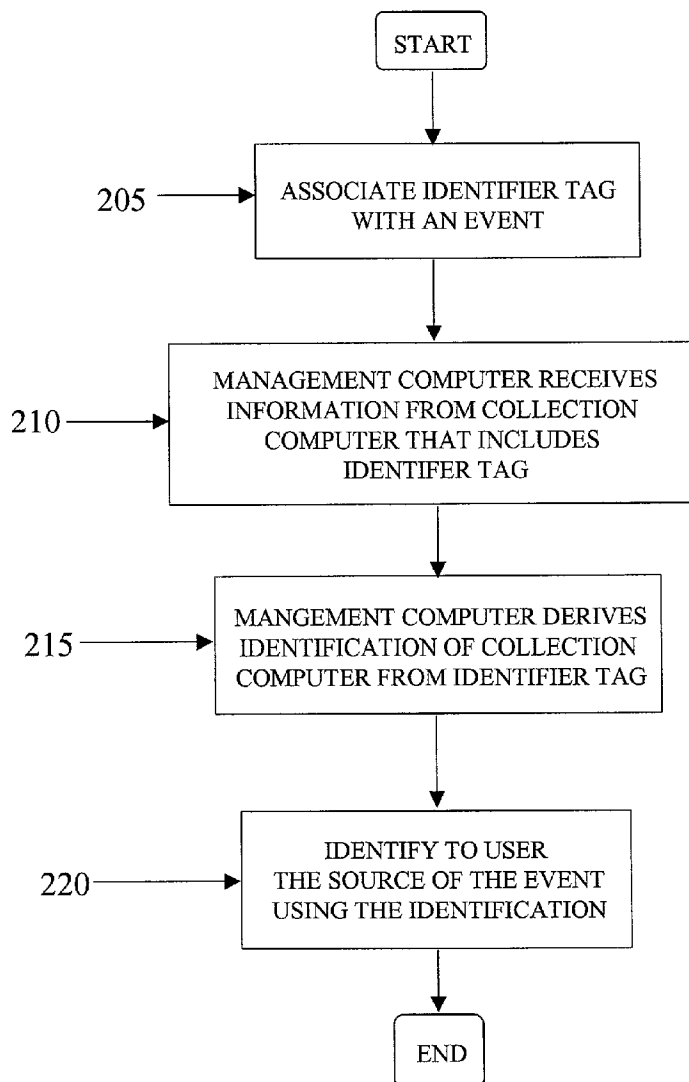 START
205
ASSOCIATE IDENTIFIER TAG
WITH AN EVENT
210
MANAGEMENT COMPUTER RECEIVES
INFORMATION FROM COLLECTION
COMPUTER THAT INCLUDES
IDENTIFER TAG
215
MANGEMENT COMPUTER DERIVES
IDENTIFICATION OF COLLECTION
COMPUTER FROM IDENTIFIER TAG
220
IDENTIFY TO USER
THE SOURCE OF THE EVENT
USING THE IDENTIFICATION
END